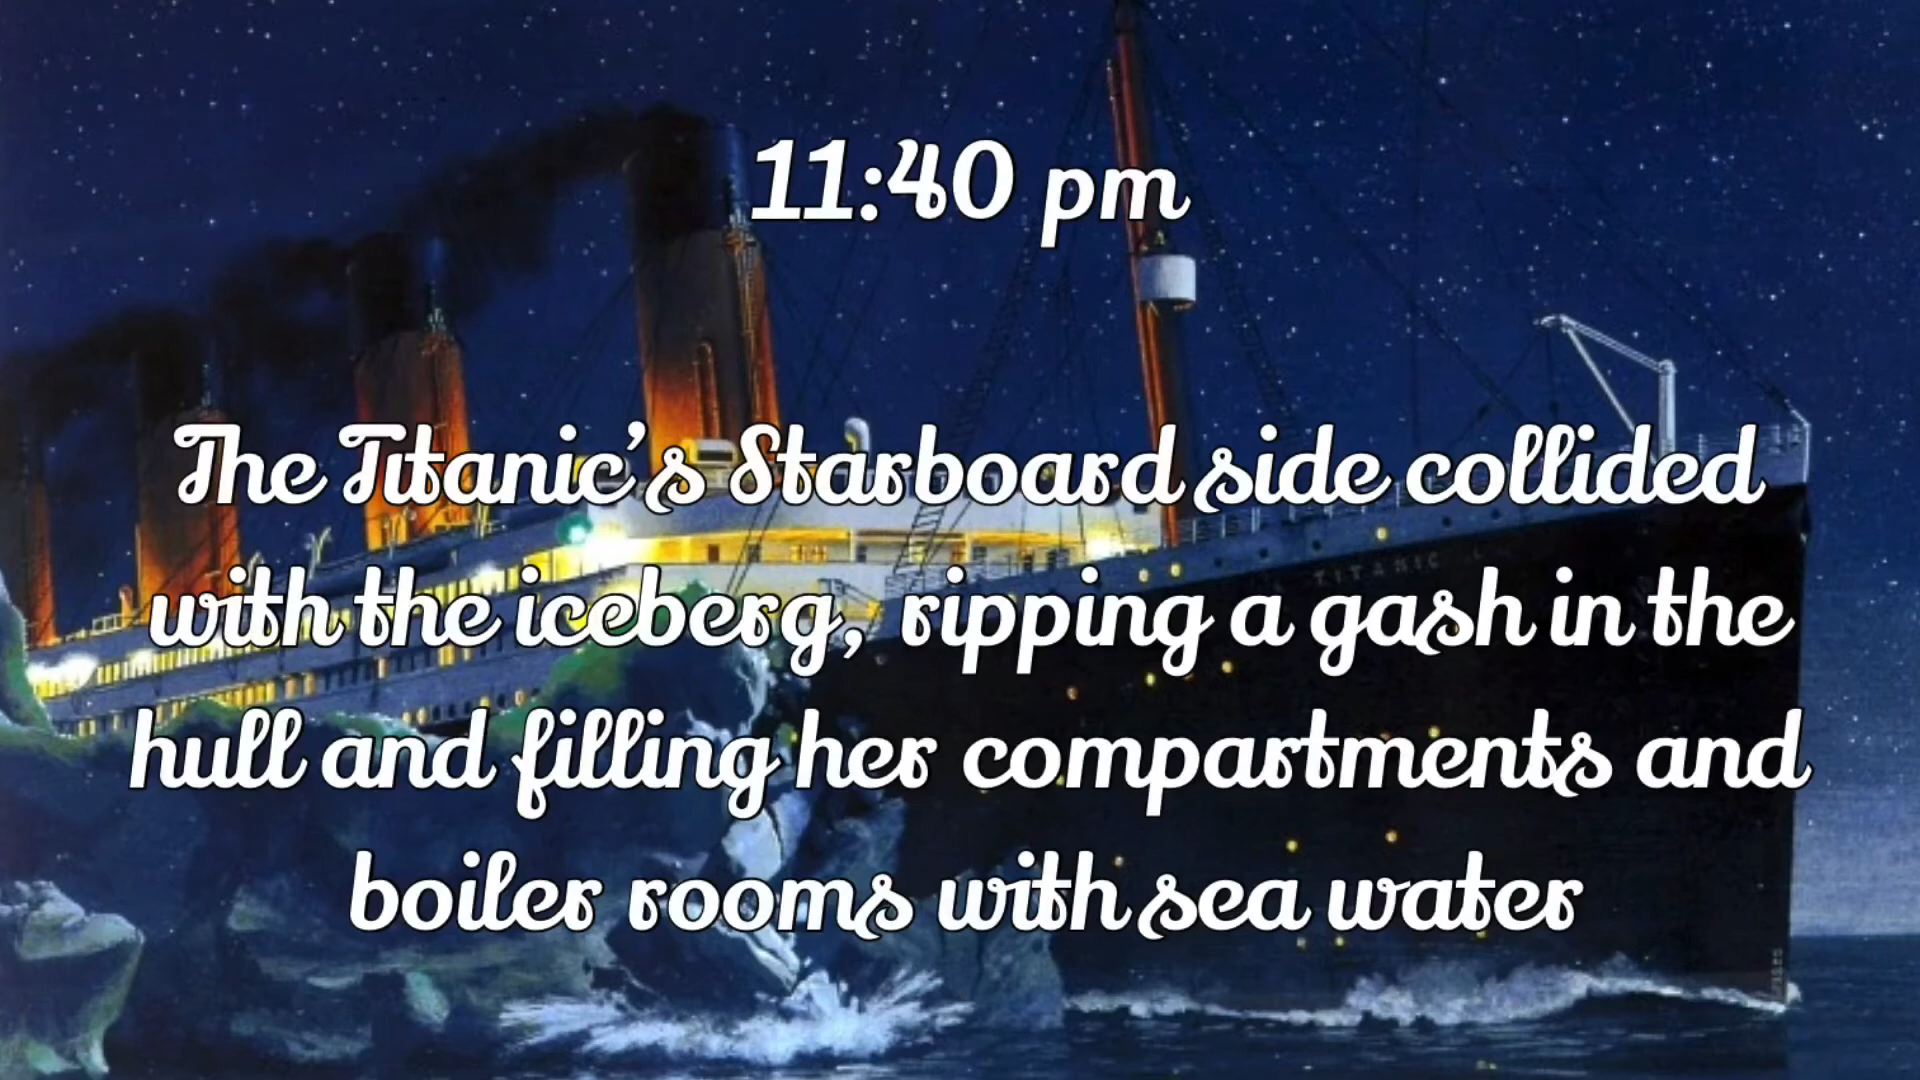 11:40 pm
The Titanic's Starboard side collided
with the iceberg, ripping a gash in the
hull and filling her compartments and
boiler rooms with sea water
TITANIC